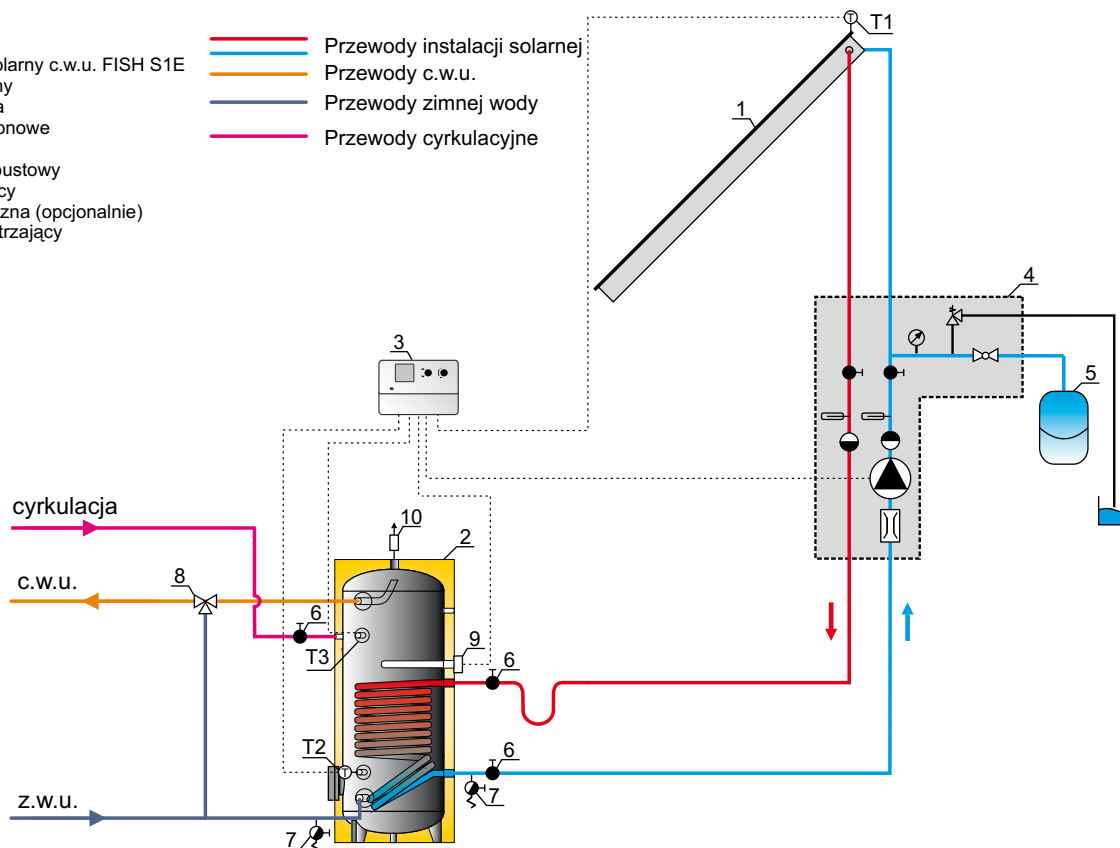 T1
olarny c.w.u. FISH S1E
ny
a
onowe
pustowy
cy
zna (opcjonalnie)
trzający
Przewody instalacji solarnej
Przewody c.w.u.
Przewody zimnej wody
Przewody cyrkulacyjne
1
4
3
5
cyrkulacja
10
2
c.w.u.
8
6
T3
9
6
T2
6
7
z.w.u.
7